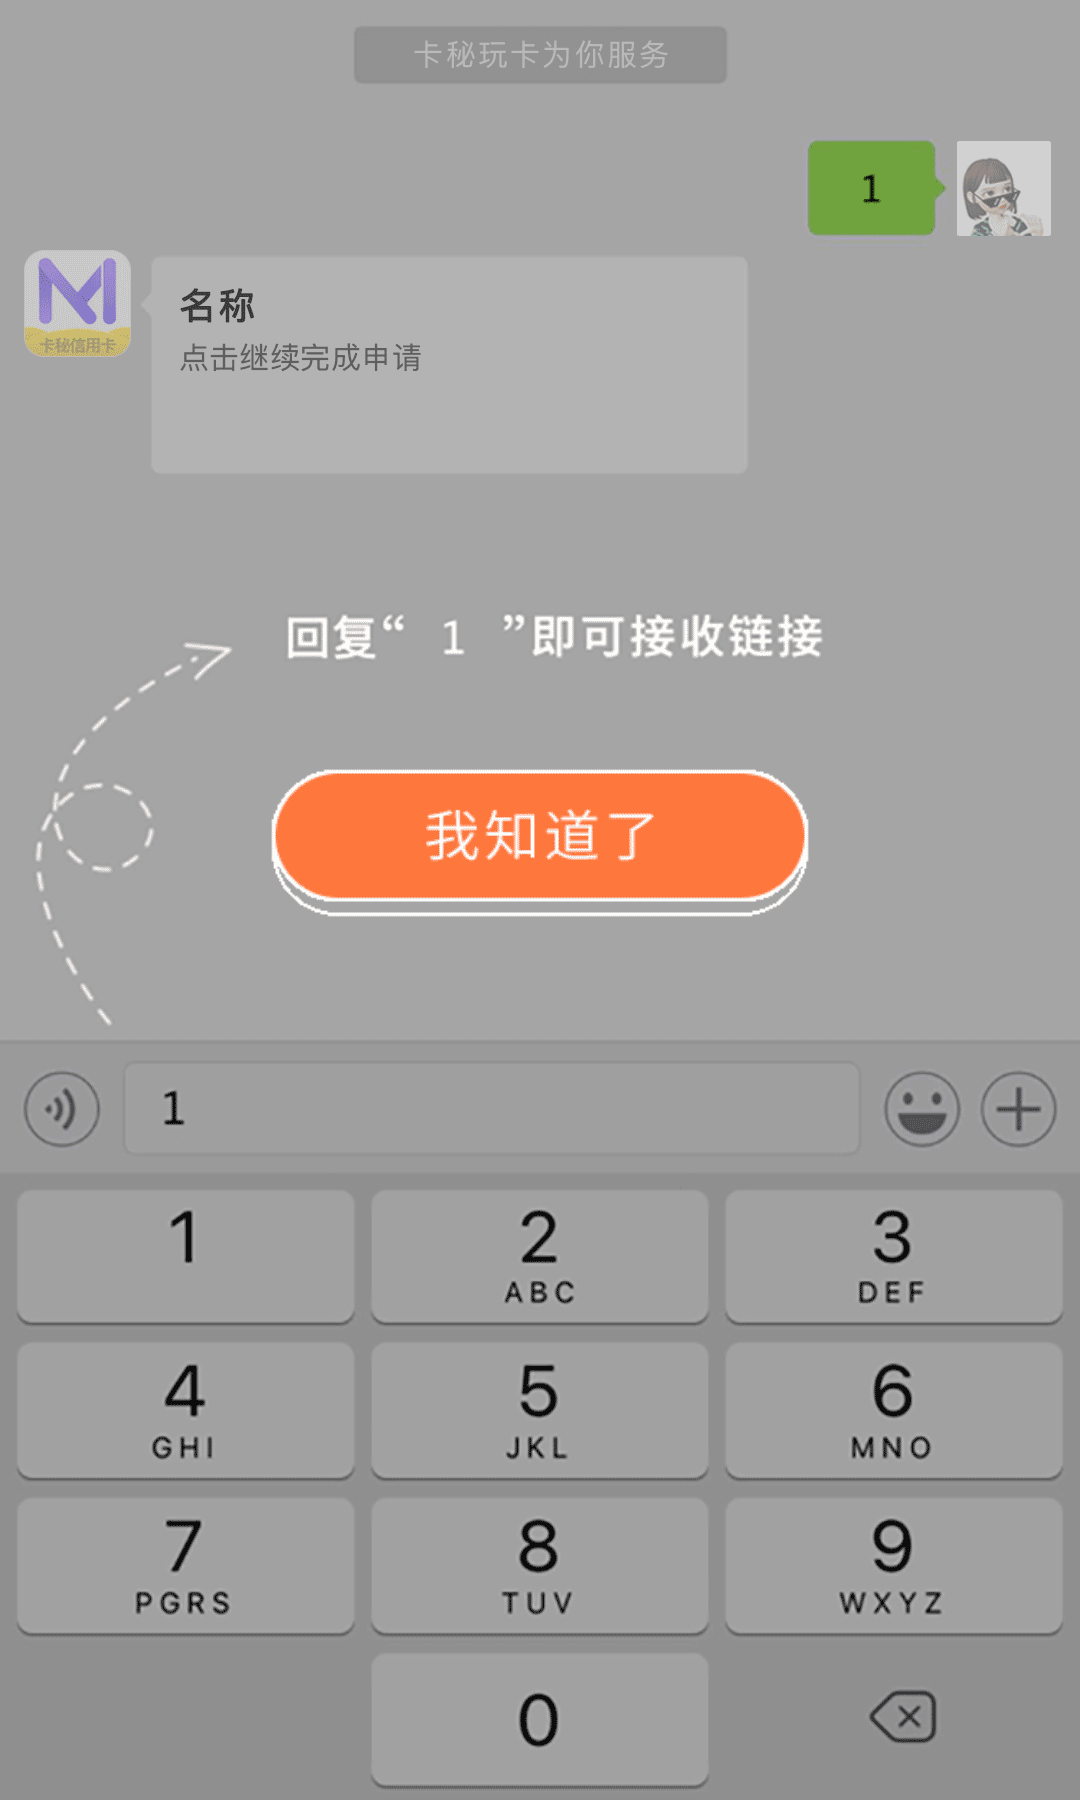 卡秘玩卡为你服务
1
卡秘信用卡
名称
点击继续完成申请
回复“ 1 ”即可接收链接
我知道了
1
1
2
ABC
3
DEF
4
GHI
5
JKL
6
MNO
7
PGRS
8
TUV
9
WXYZ
0